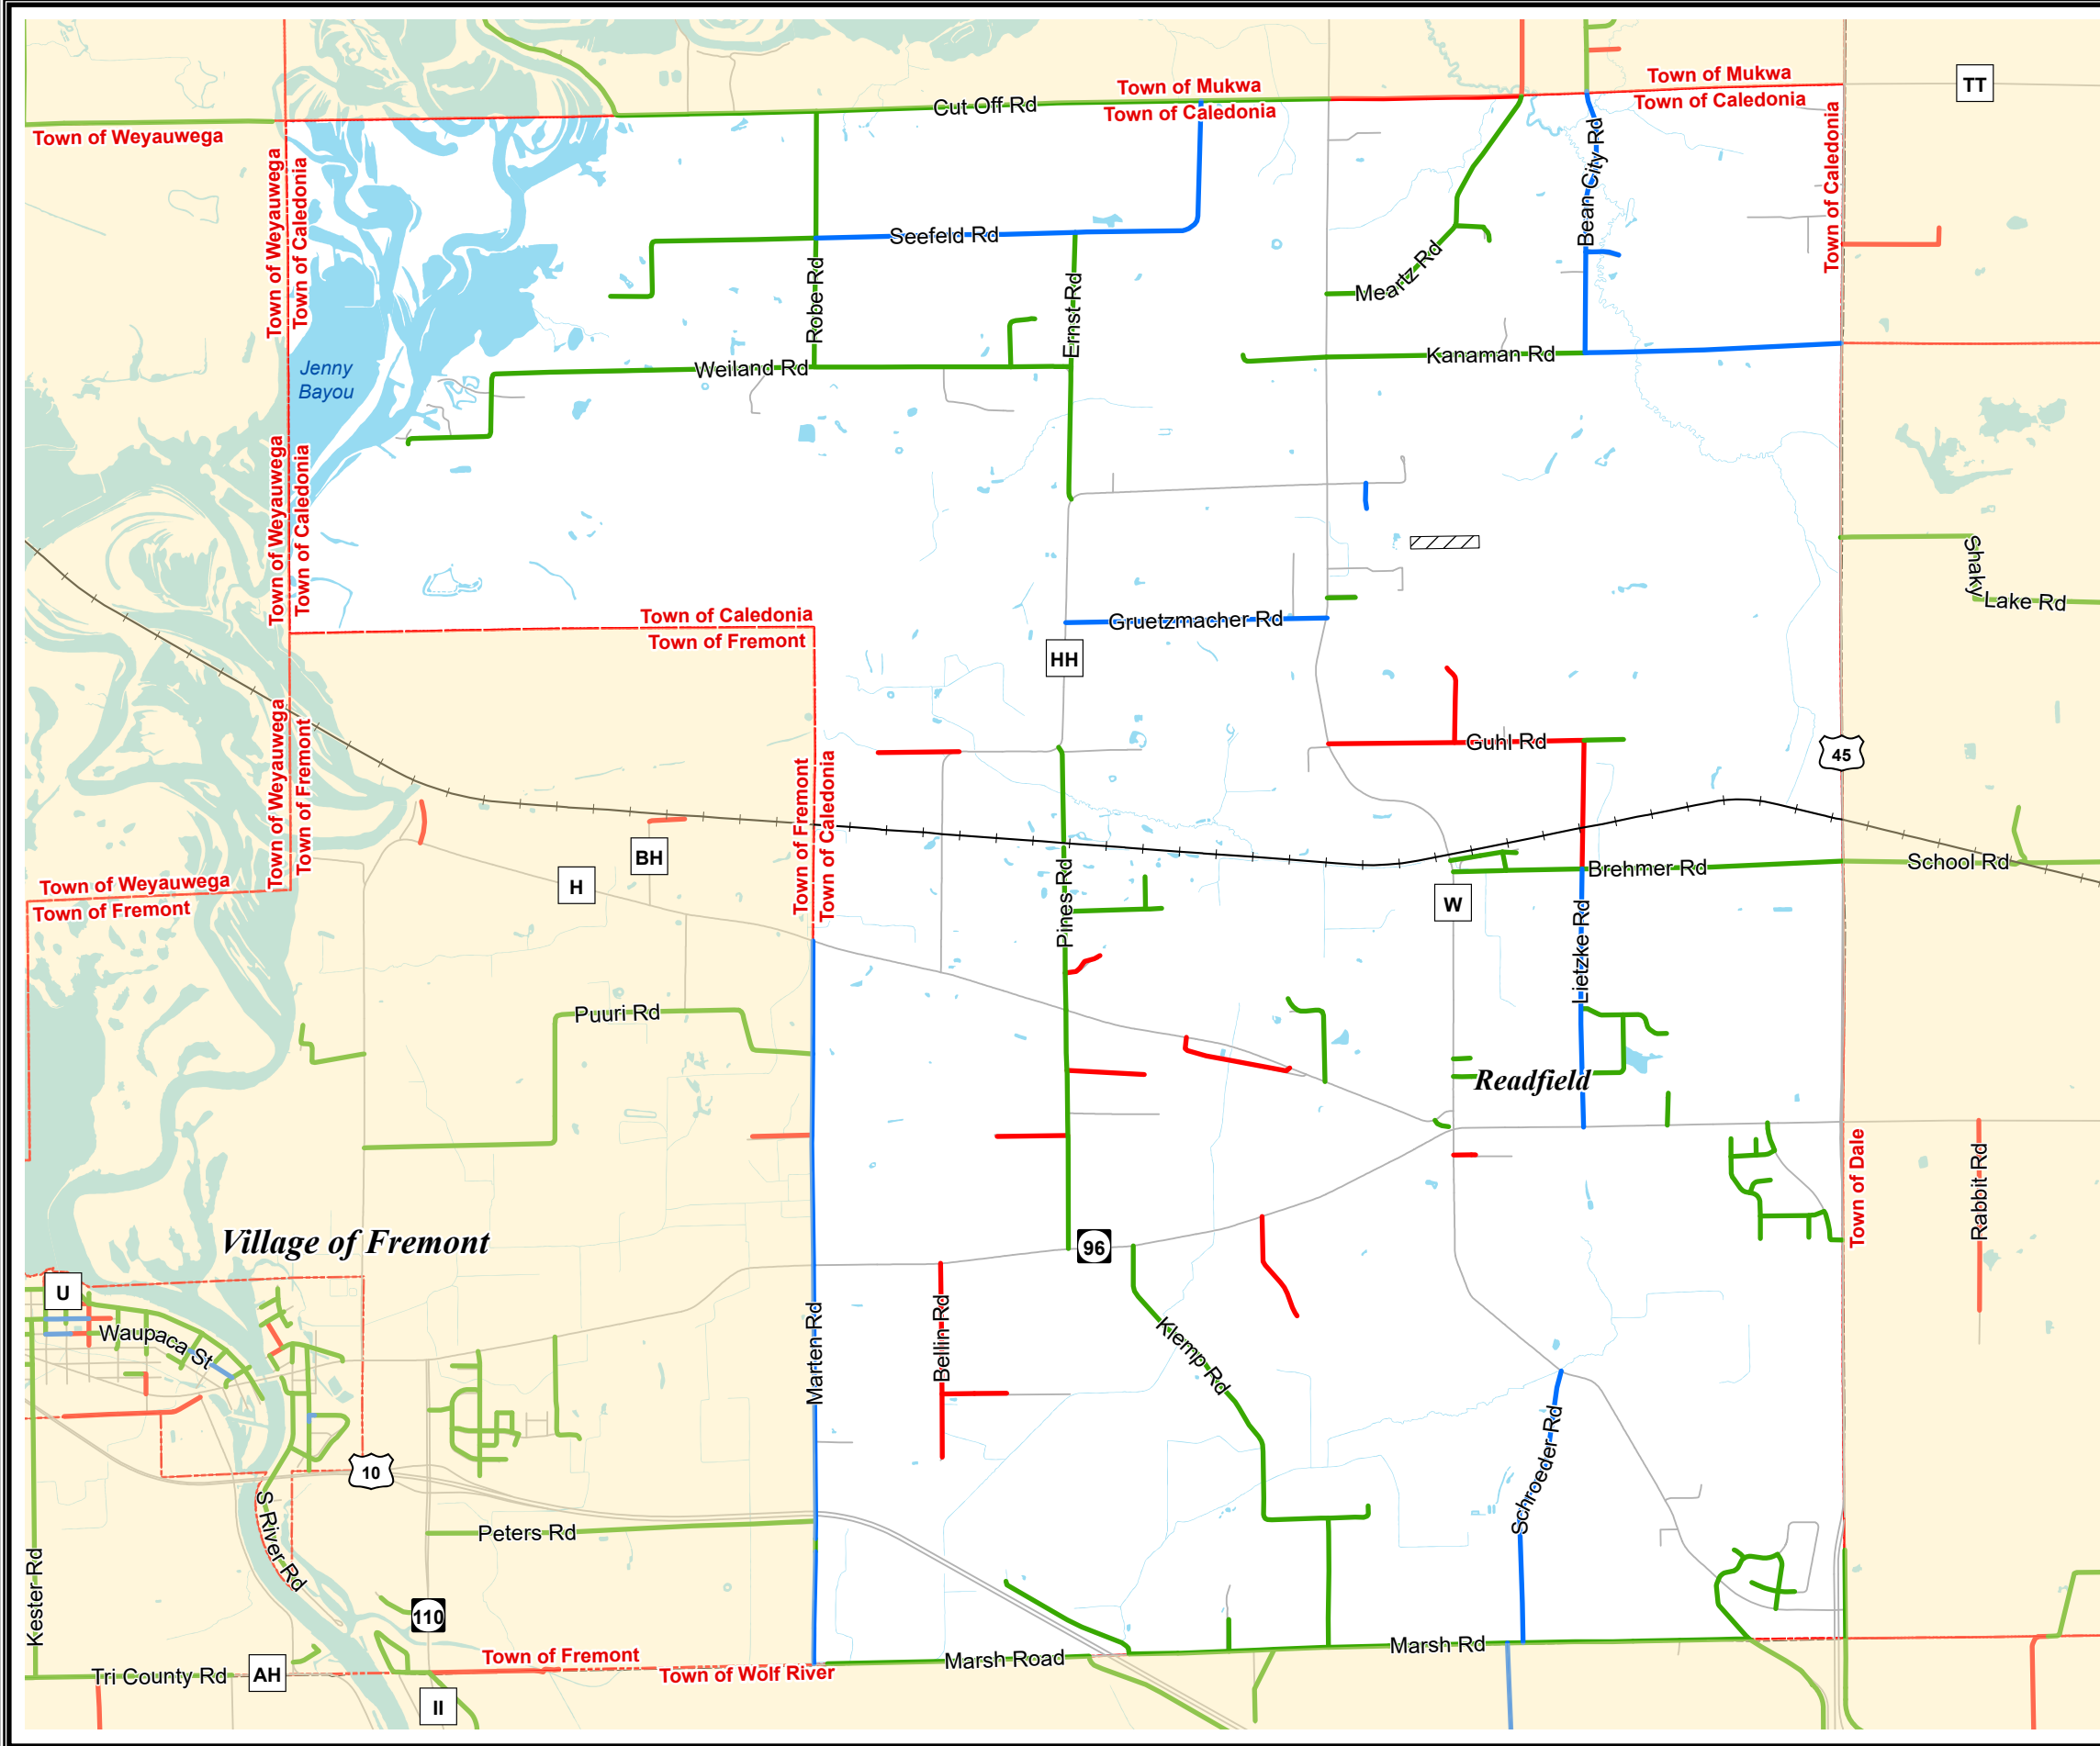 Town of Mukwa
Town of Mukwa
TT
Cut Off Rd
Town of Caledonia
Town of Caledonia
Town of Weyauwega
Town of Weyauwega
Town of Caledonia
Town of Caledonia
Bean City Rd
Seefeld Rd
Robe Rd
Ernst Rd
Meartz Rd
Kanaman Rd
Weiland Rd
Jenny
Bayou
Town of Weyauwega
Town of Caledonia
Shaky
Lake Rd
Town of Caledonia
Town of Fremont
Gruetzmacher Rd
HH
Town of Weyauwega
Town of Fremont
Guhl Rd
45
Town of Fremont
Town of Caledonia
BH
H
Town of Weyauwega
Town of Fremont
Pines Rd
Brehmer Rd
School Rd
W
Lietzke Rd
Puuri Rd
Readfield
Town of Dale
Rabbit Rd
Village of Fremont
96
U
Waupaca St
Marten Rd
Bellin Rd
Klemp Rd
Schroeder Rd
10
S River Rd
Peters Rd
Kester Rd
110
Town of Fremont
Town of Wolf River
Marsh Road
Marsh Rd
Tri County Rd
AH
II